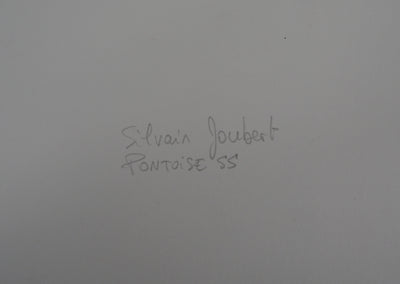 Silvain Joubert
PONTOiSE 55